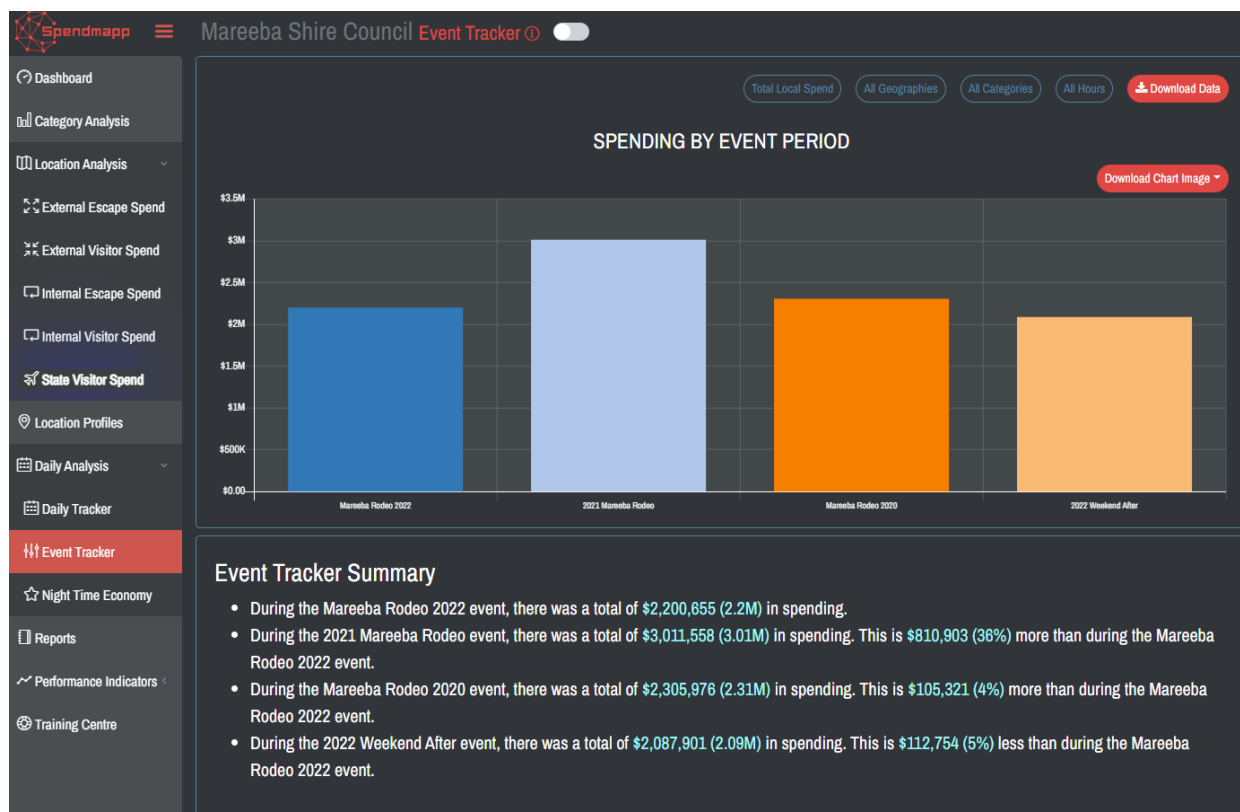 Spendmapp
Mareeba Shire Council Event Tracker
Dashboard
Category Analysis
Location Analysis
External Escape Spend
External Visitor Spend
Internal Escape Spend
Internal Visitor Spend
State Visitor Spend
Location Profiles
Daily Analysis
Daily Tracker
Event Tracker
Night Time Economy
Reports
Performance Indicators
Training Centre
Total Local Spend
All Geographies
All Categories
All Hours
Download Data
SPENDING BY EVENT PERIOD
Download Chart Image
$3.5M
$3M
$2.5M
$2M
$1.5M
$1M
$500K
$0.00
Mareeba Rodeo 2022
2021 Mareeba Rodeo
Mareeba Rodeo 2020
2022 Weekend After
Event Tracker Summary
• During the Mareeba Rodeo 2022 event, there was a total of $2,200,655 (2.2M) in spending.
• During the 2021 Mareeba Rodeo event, there was a total of $3,011,558 (3.01M) in spending. This is $810,903 (36%) more than during the Mareeba
Rodeo 2022 event.
• During the Mareeba Rodeo 2020 event, there was a total of $2,305,976 (2.31M) in spending. This is $105,321 (4%) more than during the Mareeba
Rodeo 2022 event.
• During the 2022 Weekend After event, there was a total of $2,087,901 (2.09M) in spending. This is $112,754 (5%) less than during the Mareeba
Rodeo 2022 event.